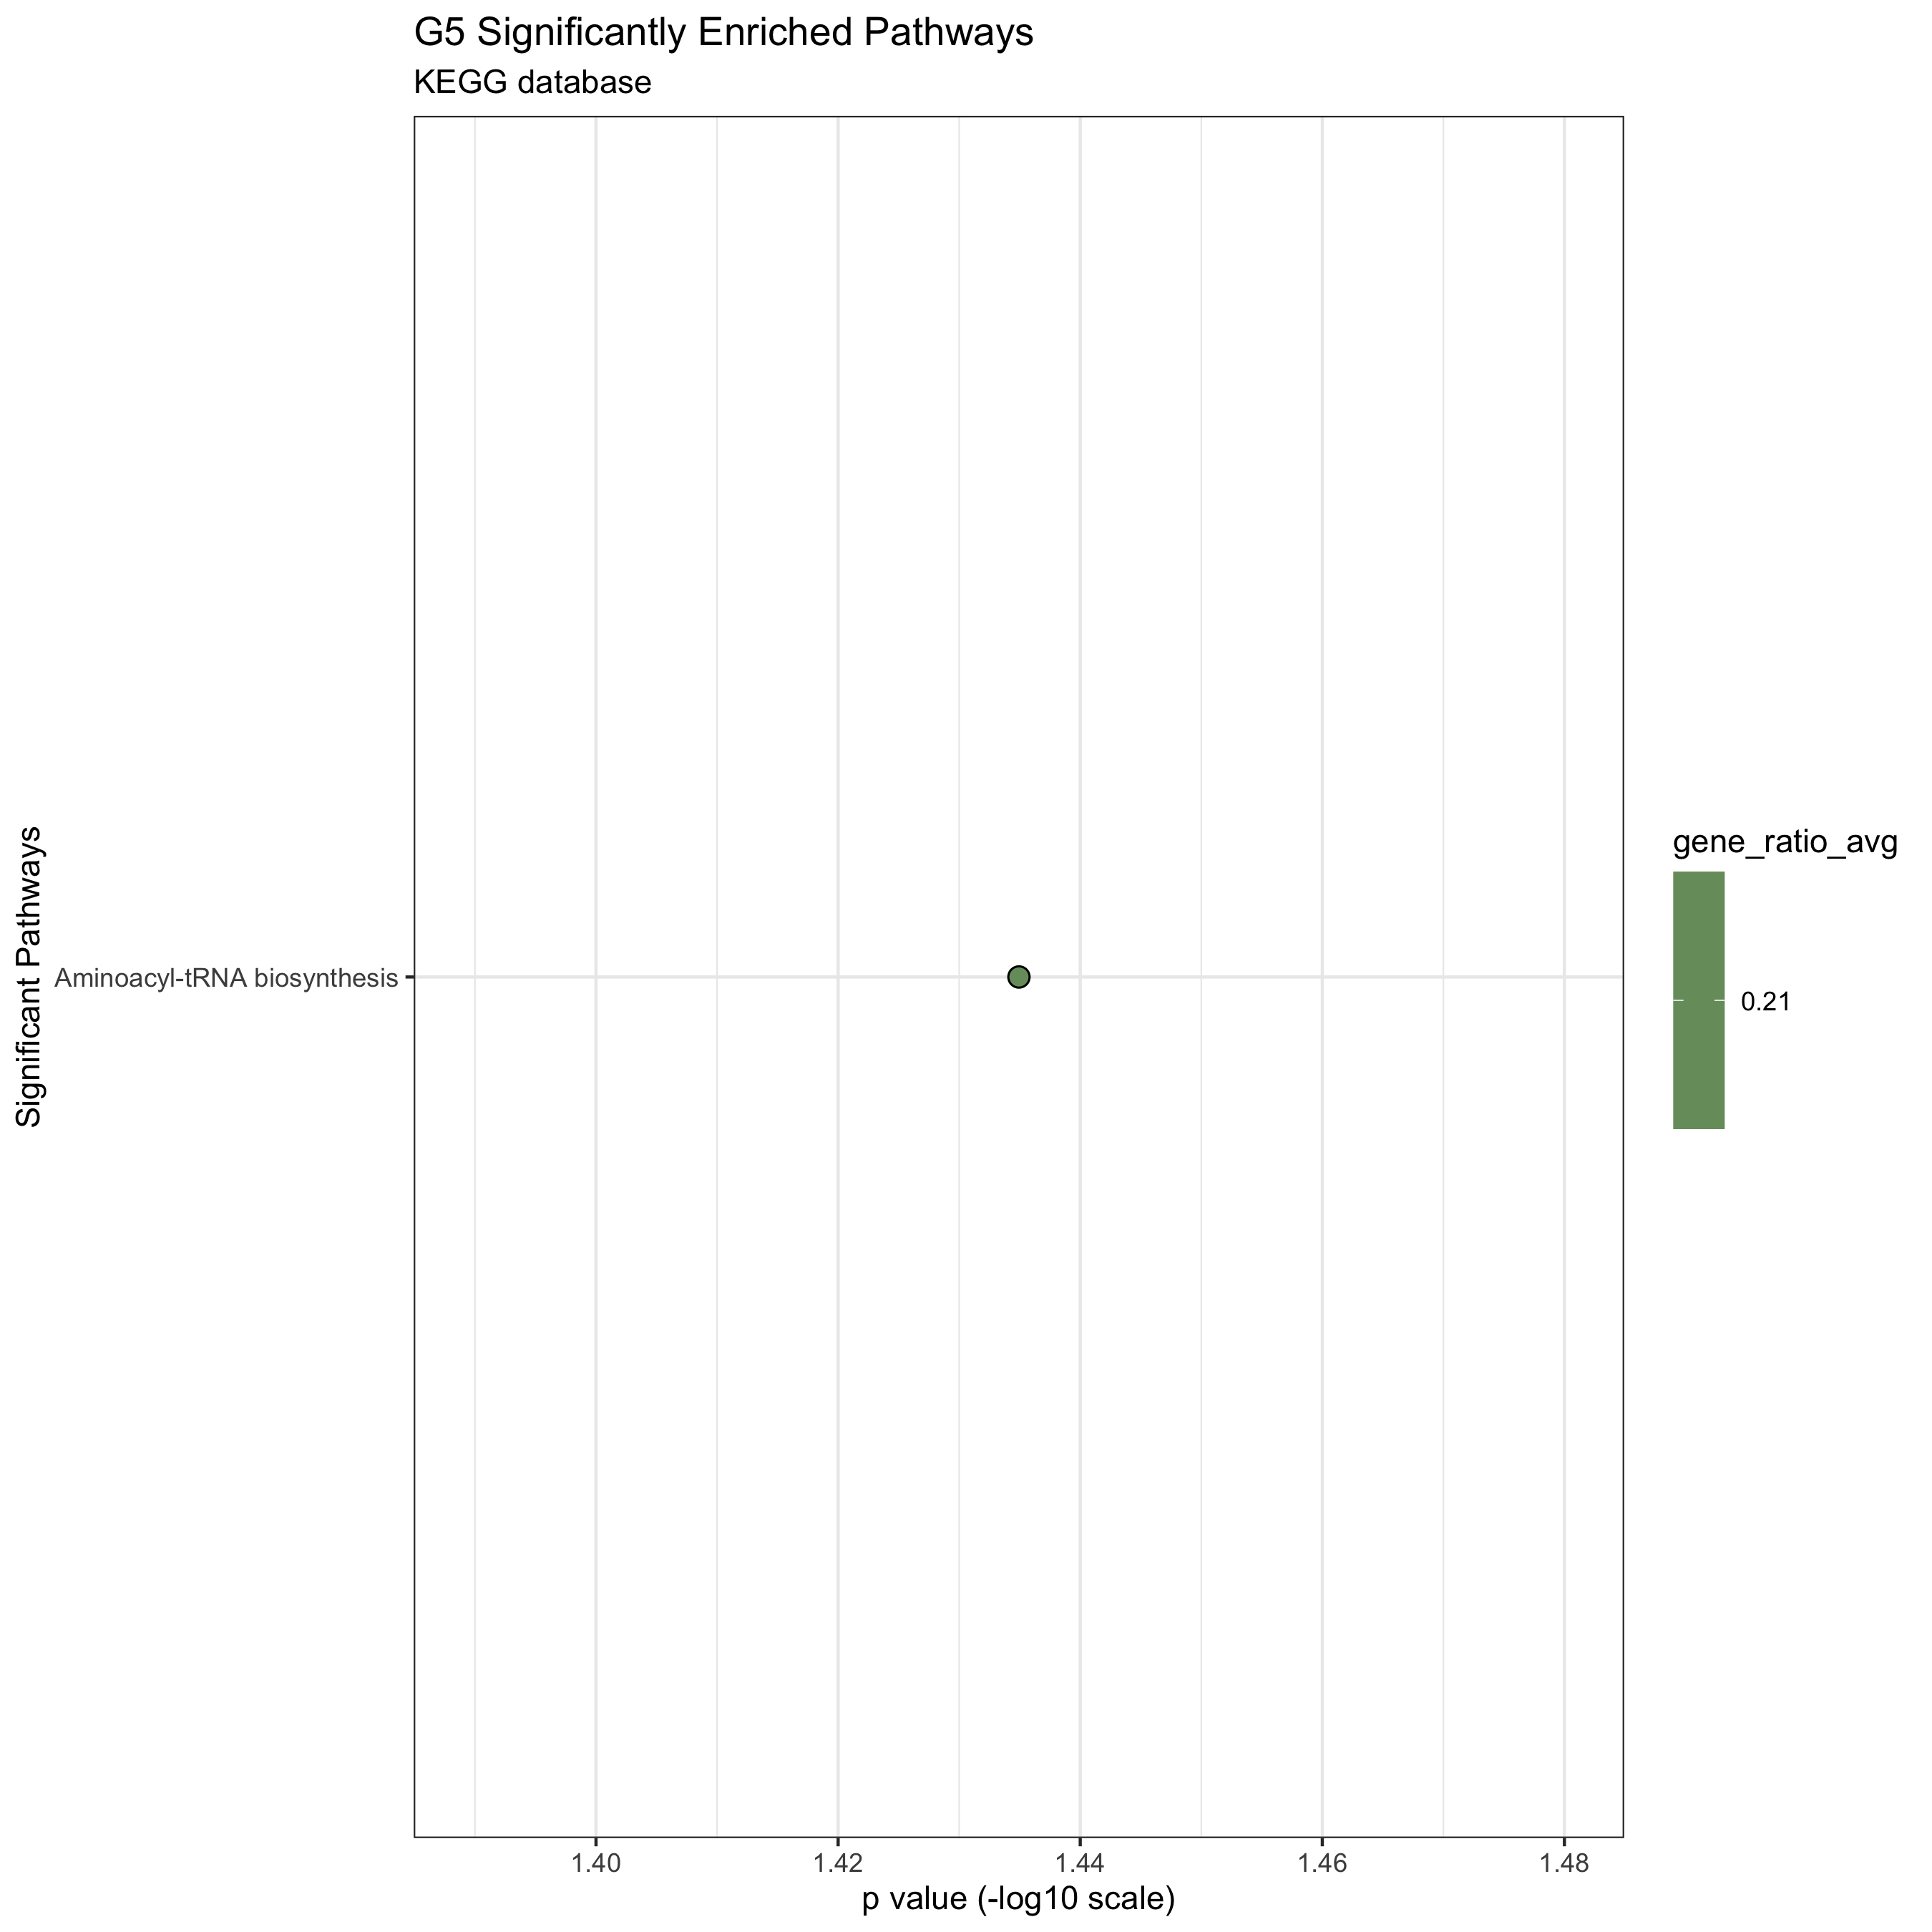 G5 Significantly Enriched Pathways
KEGG database
Significant Pathways
Aminoacyl-tRNA biosynthesis
gene_ratio_avg
0.21
1.40
1.42
1.44
1.46
1.48
p value (-log10 scale)